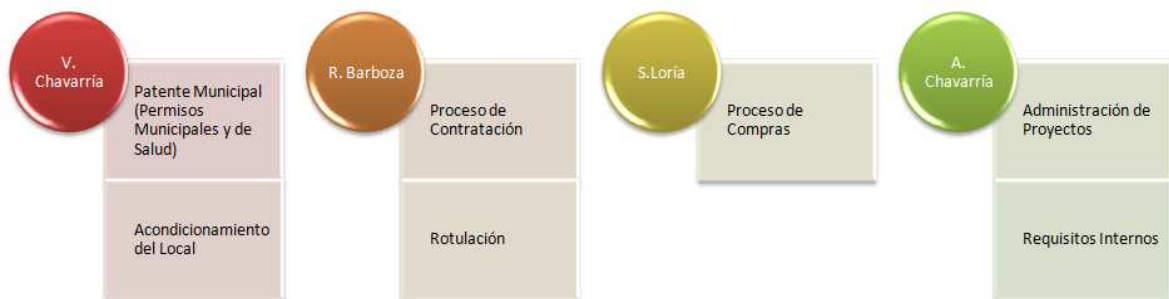 V.
Chavarría
Patente Municipal
(Permisos
Municipales y de
Salud)
Acondicionamiento
del Local
R. Barboza
Proceso de
Contratación
Rotulación
S.Loría
Proceso de
Compras
A.
Chavarría
Administración de
Proyectos
Requisitos Internos